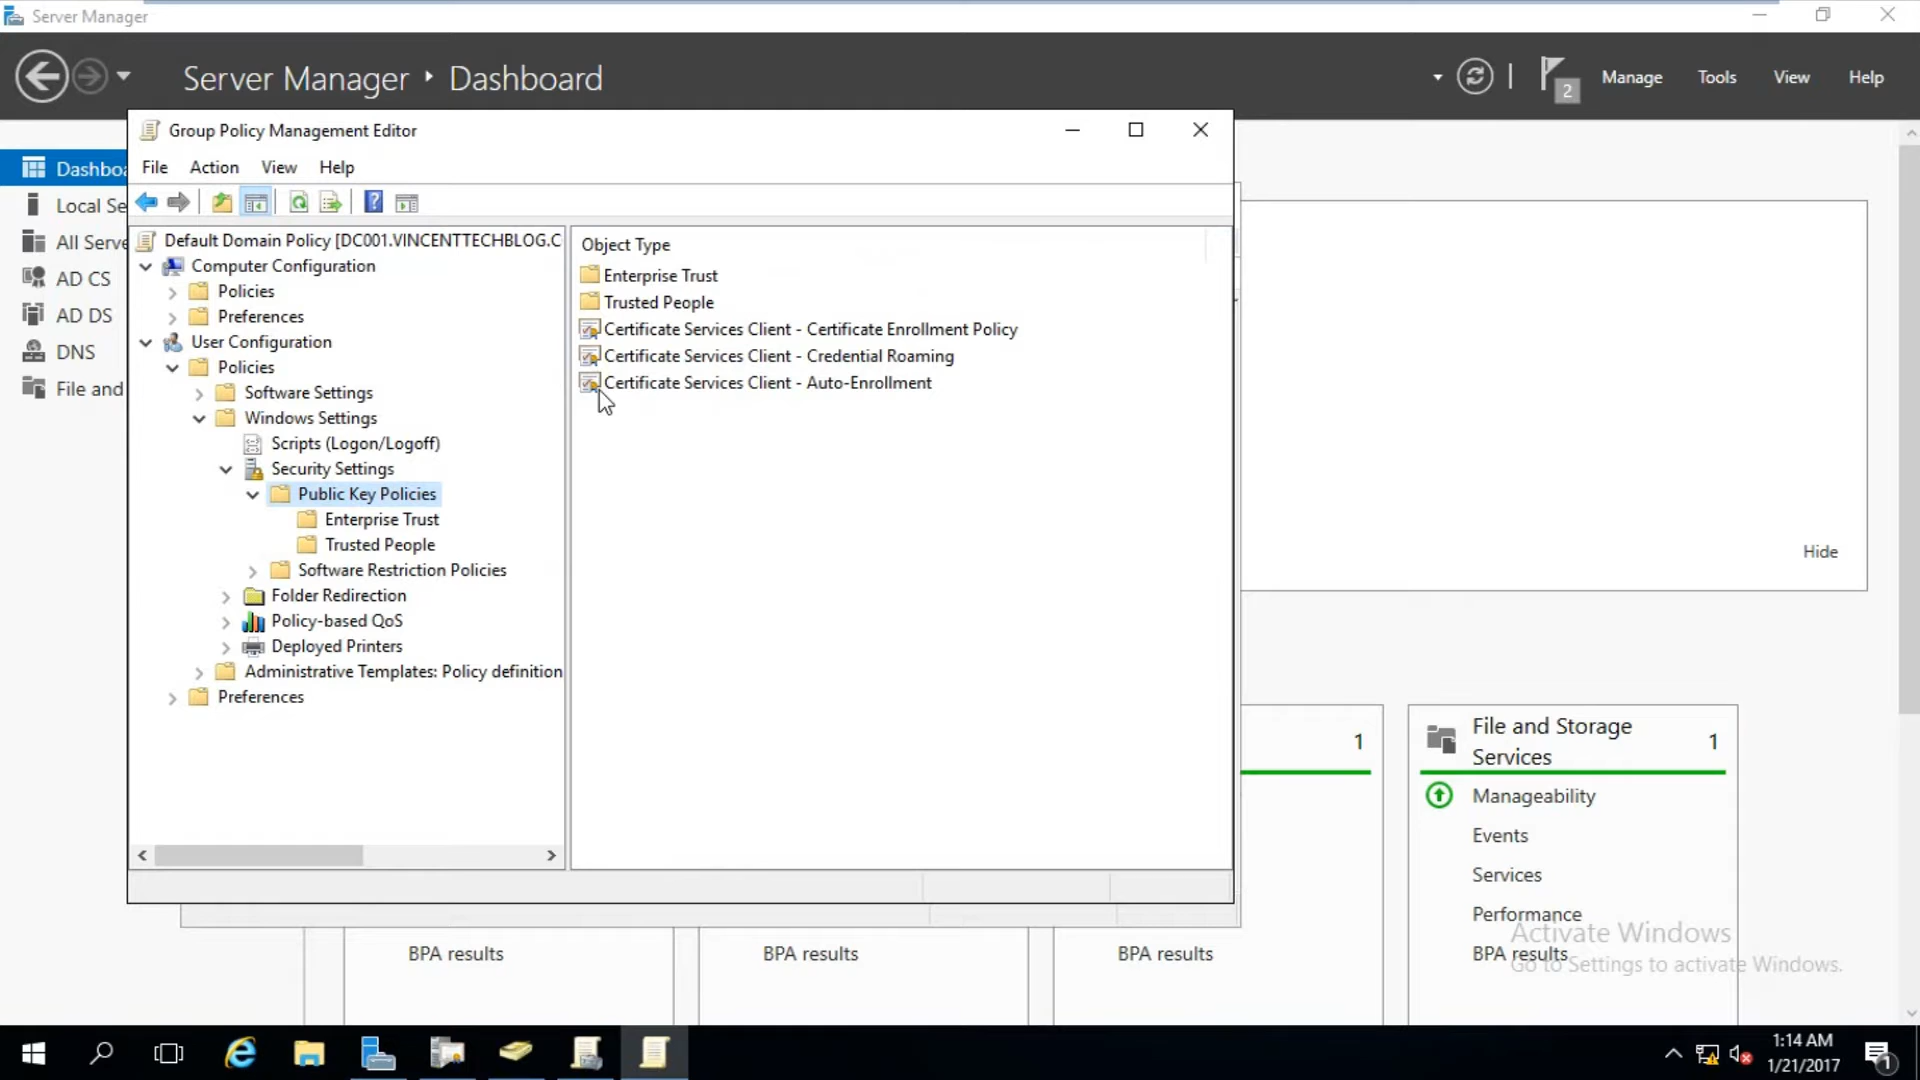 Server Manager
Server Manager
Dashboard
2
Manage
Tools
View
Help
Dashboa
Local Se
All Serve
AD CS
AD DS
DNS
File and
Group Policy Management Editor
File
Action
View
Help
Default Domain Policy [DC001.VINCENTTECHBLOG.C
Computer Configuration
Policies
Preferences
User Configuration
Policies
Software Settings
Windows Settings
Scripts (Logon/Logoff)
Security Settings
Public Key Policies
Enterprise Trust
Trusted People
Software Restriction Policies
Folder Redirection
Policy-based QoS
Deployed Printers
Administrative Templates: Policy definition
Preferences
Object Type
Enterprise Trust
Trusted People
Certificate Services Client - Certificate Enrollment Policy
Certificate Services Client - Credential Roaming
Certificate Services Client - Auto-Enrollment
Hide
1
File and Storage
Services
1
Manageability
Events
Services
Performance
BPA results
BPA results
BPA results
BPA results
Activate Windows
Go to Settings to activate Windows.
1:14 AM
1/21/2017
1